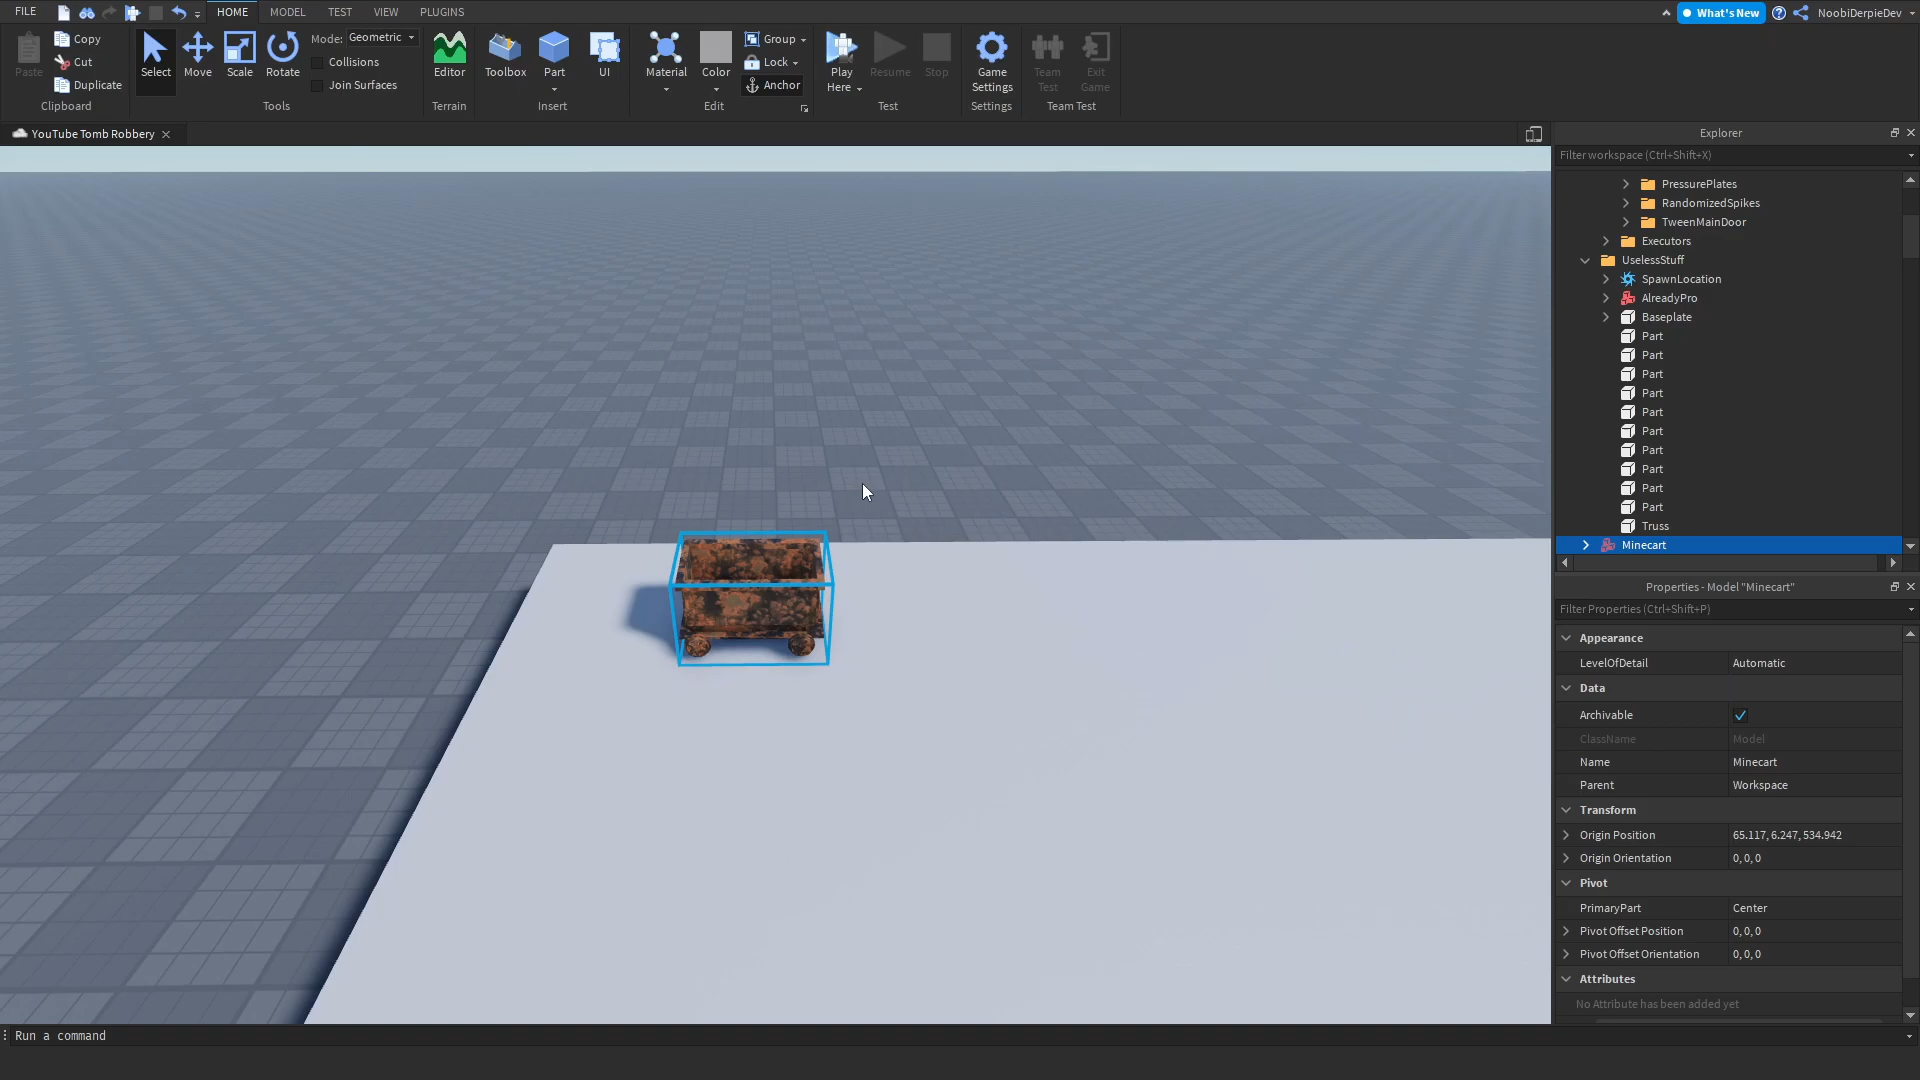 FILE HOME MODEL TEST VIEW PLUGINS What's New NoobiDerpieDev
Paste Copy Cut Duplicate Clipboard
Select Move Scale Rotate Mode: Geometric Collisions Join Surfaces Tools
Editor Terrain
Toolbox Part UI Insert
Material Color Group Lock Anchor Edit
Play Here Resume Stop Test
Game Settings Settings
Team Test Exit Game Team Test
YouTube Tomb Robbery
Explorer
Filter workspace (Ctrl+Shift+X)
PressurePlates
RandomizedSpikes
TweenMainDoor
Executors
UselessStuff
SpawnLocation
AlreadyPro
Baseplate
Part
Part
Part
Part
Part
Part
Part
Part
Part
Part
Truss
Minecart
Properties - Model "Minecart"
Filter Properties (Ctrl+Shift+P)
Appearance
LevelOfDetail Automatic
Data
Archivable
ClassName Model
Name Minecart
Parent Workspace
Transform
Origin Position 65.117, 6.247, 534.942
Origin Orientation 0, 0, 0
Pivot
PrimaryPart Center
Pivot Offset Position 0, 0, 0
Pivot Offset Orientation 0, 0, 0
Attributes
No Attribute has been added yet
Run a command